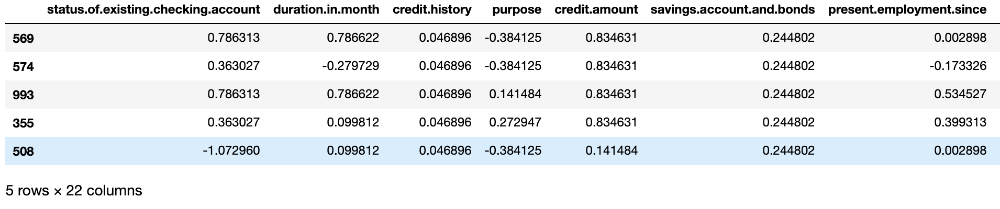 status.of.existing.checking.account duration.in.month credit.history purpose credit.amount savings.account.and.bonds present.employment.since
569 0.786313 0.786622 0.046896 -0.384125 0.834631 0.244802 0.002898
574 0.363027 -0.279729 0.046896 -0.384125 0.834631 0.244802 -0.173326
993 0.786313 0.786622 0.046896 0.141484 0.834631 0.244802 0.534527
355 0.363027 0.099812 0.046896 0.272947 0.834631 0.244802 0.399313
508 -1.072960 0.099812 0.046896 -0.384125 0.141484 0.244802 0.002898
5 rows × 22 columns